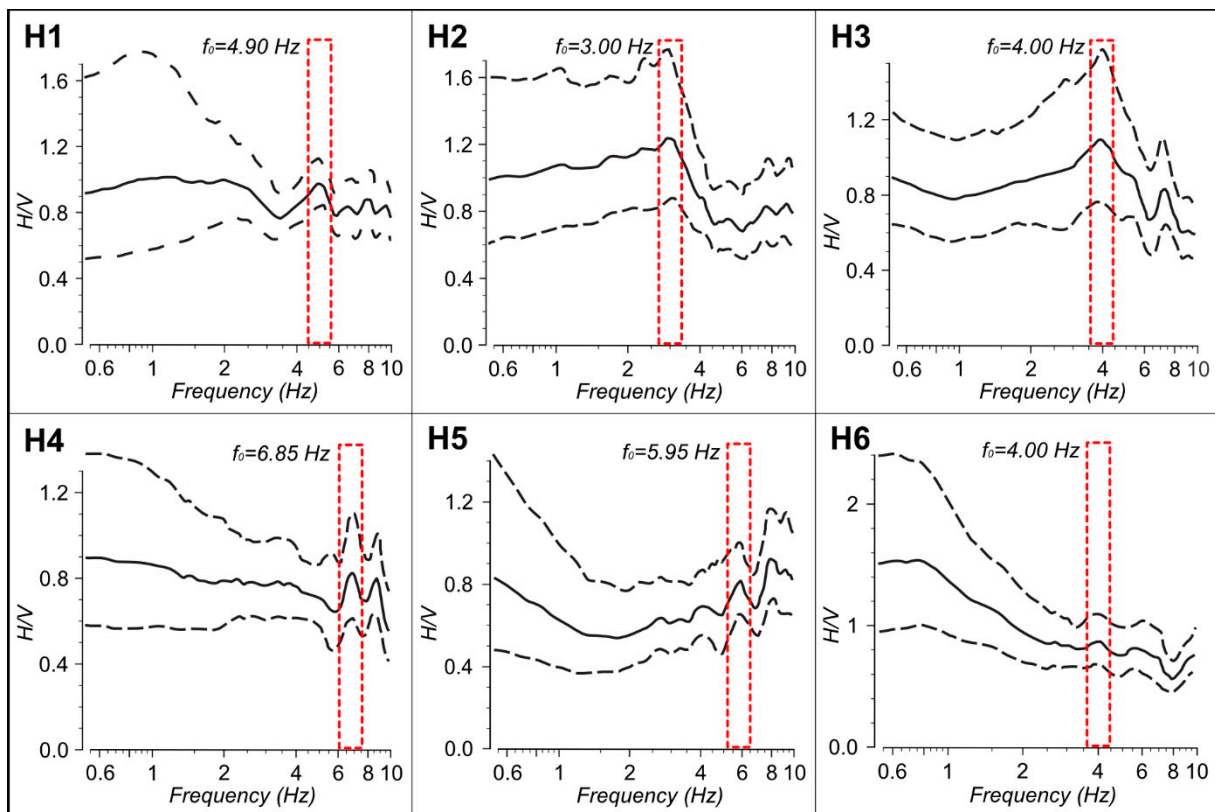 H1
f₀=4.90 Hz
1.6
1.2
0.8
0.4
0.0
H/V
0.6 1 2 4 6 8 10
Frequency (Hz)
H2
f₀=3.00 Hz
1.6
1.2
0.8
0.4
0.0
H/V
0.6 1 2 4 6 8 10
Frequency (Hz)
H3
f₀=4.00 Hz
1.2
0.8
0.4
0.0
H/V
0.6 1 2 4 6 8 10
Frequency (Hz)
H4
f₀=6.85 Hz
1.2
0.8
0.4
0.0
H/V
0.6 1 2 4 6 8 10
Frequency (Hz)
H5
f₀=5.95 Hz
1.2
0.8
0.4
0.0
H/V
0.6 1 2 4 6 8 10
Frequency (Hz)
H6
f₀=4.00 Hz
2
1
0
H/V
0.6 1 2 4 6 8 10
Frequency (Hz)